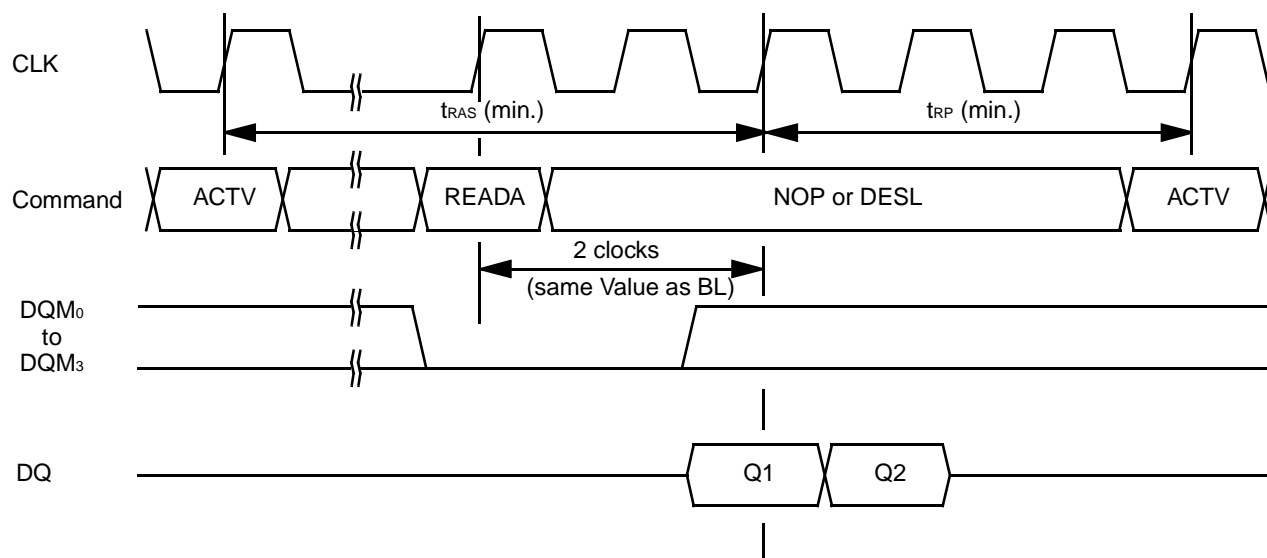 CLK
tRAS (min.)
tRP (min.)
Command
ACTV
READA
NOP or DESL
ACTV
2 clocks
(same Value as BL)
DQM0
to
DQM3
DQ
Q1
Q2